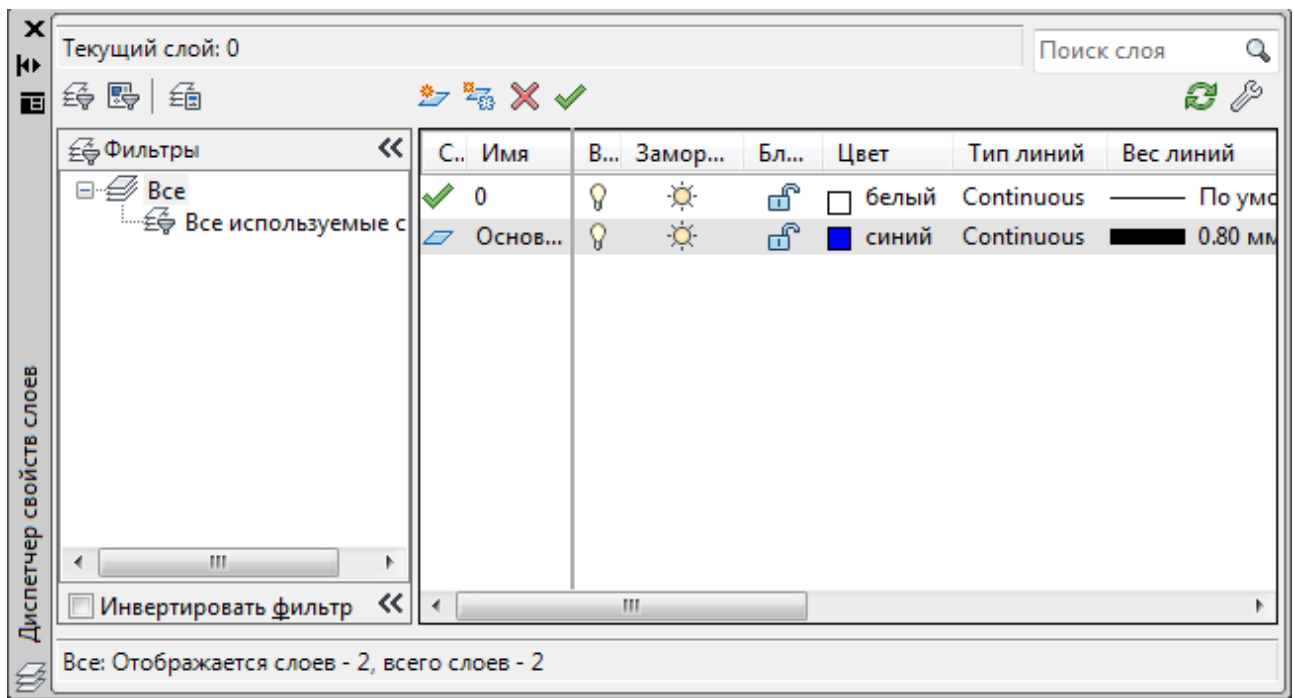 Текущий слой: 0
Поиск слоя
Фильтры
Все
Все используемые с
Инвертировать фильтр
С.. Имя В... Замор... Бл... Цвет Тип линий Вес линий
0 белый Continuous По умо
Основ... синий Continuous 0.80 мм
Все: Отображается слоев - 2, всего слоев - 2
Диспетчер свойств слоев